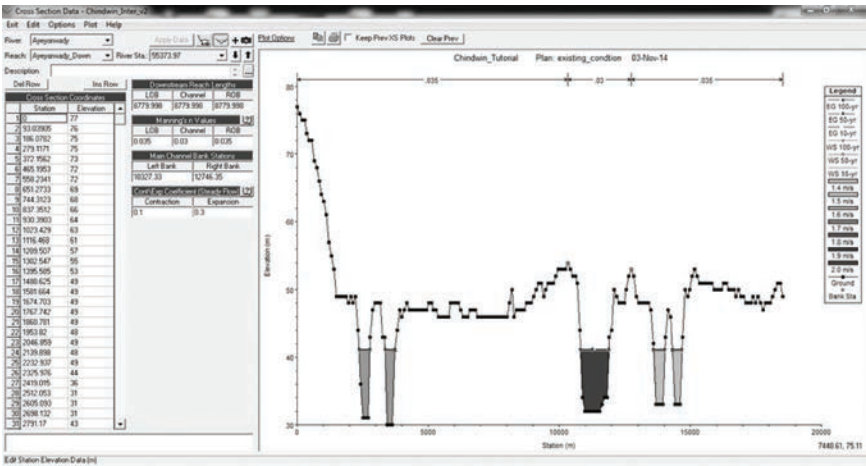 Cross Section Data - Chindwin_Inter_v2
Exit Edit Options Plot Help
River: Ayeyarwady
Apply Data
Plot Options
Keep Prev XS Plots
Clear Prev
Reach: Ayeyarwady_Down
River Sta.: 55373.97
Description
Del Row
Ins Row
Cross Section Coordinates
Station Elevation
1 0 77
2 93.03905 76
3 186.0782 75
4 279.1171 75
5 372.1562 73
6 465.1953 72
7 558.2341 72
8 651.2733 69
9 744.3123 68
10 837.3512 66
11 930.3903 64
12 1023.429 63
13 1116.468 61
14 1209.507 57
15 1302.547 55
16 1395.585 53
17 1488.625 49
18 1581.664 49
19 1674.703 49
20 1767.742 49
21 1860.781 49
22 1953.82 48
23 2046.859 49
24 2139.898 48
25 2232.937 49
26 2325.976 44
27 2419.015 36
28 2512.053 31
29 2605.093 31
30 2698.132 31
31 2791.17 43
Downstream Reach Lengths
LOB Channel ROB
8779.998 8779.998 8779.998
Manning's n Values
LOB Channel ROB
0.035 0.03 0.035
Main Channel Bank Stations
Left Bank Right Bank
10327.33 12746.35
Cont\Exp Coefficient (Steady Flow)
Contraction Expansion
0.1 0.3
Chindwin_Tutorial Plan: existing_condtion 03-Nov-14
.035 .03 .035
80
70
60
50
40
30
Elevation (m)
0 5000 10000 15000 20000
Station (m)
Legend
EG 100-yr
EG 50-yr
EG 10-yr
WS 100-yr
WS 50-yr
WS 10-yr
1.4 m/s
1.5 m/s
1.6 m/s
1.7 m/s
1.8 m/s
1.9 m/s
2.0 m/s
Ground
Bank Sta
7448.61, 75.11
Edit Station Elevation Data (m)